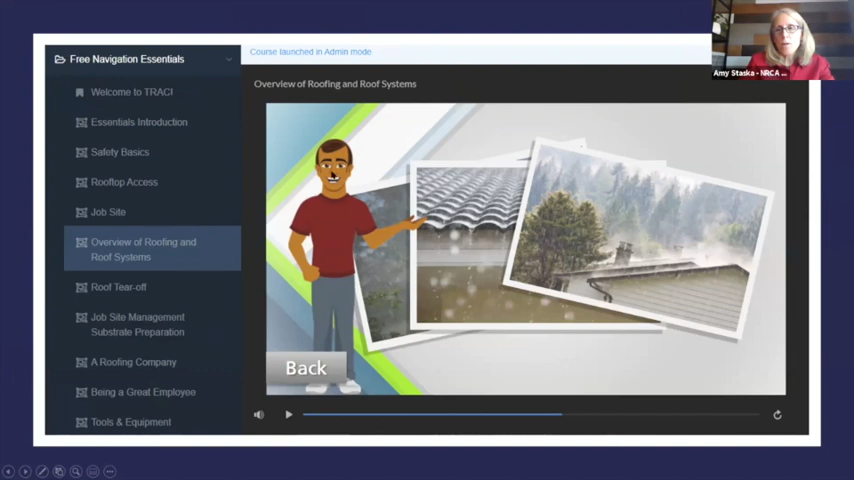 Free Navigation Essentials
Course launched in Admin mode
Amy Staska - NRCA ...
Welcome to TRACI
Overview of Roofing and Roof Systems
Essentials Introduction
Safety Basics
Rooftop Access
Job Site
Overview of Roofing and
Roof Systems
Roof Tear-off
Job Site Management
Substrate Preparation
A Roofing Company
Back
Being a Great Employee
Tools & Equipment